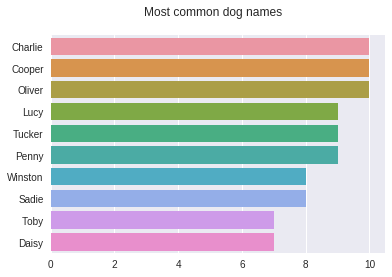 Most common dog names
Charlie
Cooper
Oliver
Lucy
Tucker
Penny
Winston
Sadie
Toby
Daisy
0 2 4 6 8 10